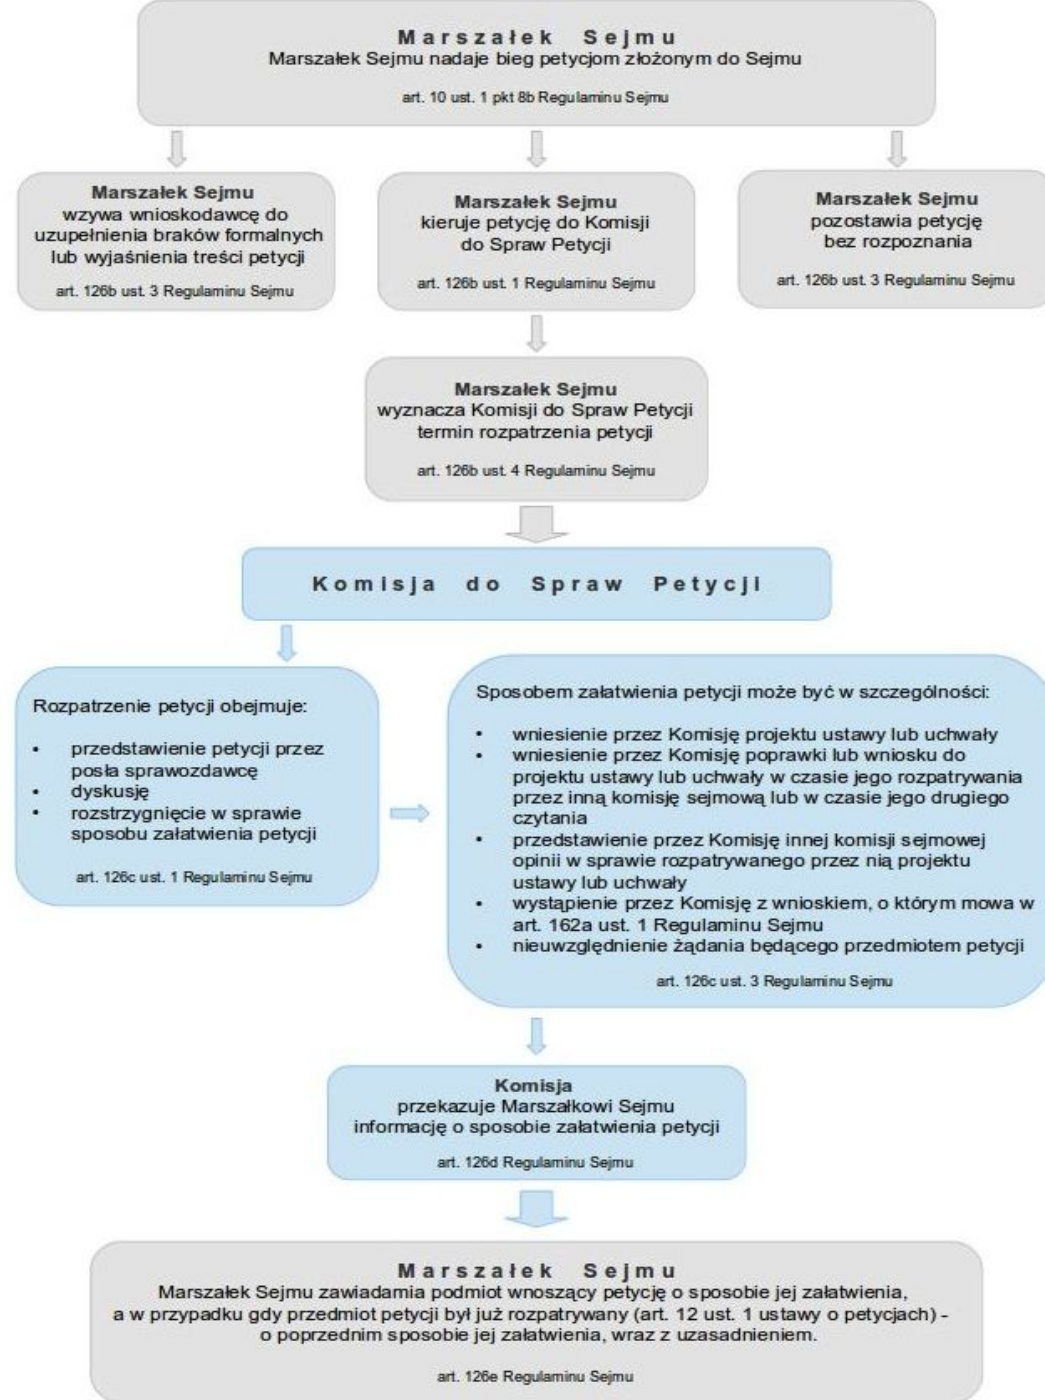 Marszałek Sejmu
Marszałek Sejmu nadaje bieg petycjom złożonym do Sejmu
art. 10 ust. 1 pkt 8b Regulaminu Sejmu
Marszałek Sejmu
wzywa wnioskodawcę do
uzupełnienia braków formalnych
lub wyjaśnienia treści petycji
art. 126b ust. 3 Regulaminu Sejmu
Marszałek Sejmu
kieruje petycję do Komisji
do Spraw Petycji
art. 126b ust. 1 Regulaminu Sejmu
Marszałek Sejmu
pozostawia petycję
bez rozpoznania
art. 126b ust. 3 Regulaminu Sejmu
Marszałek Sejmu
wyznacza Komisji do Spraw Petycji
termin rozpatrzenia petycji
art. 126b ust. 4 Regulaminu Sejmu
Komisja do Spraw Petycji
Rozpatrzenie petycji obejmuje:
• przedstawienie petycji przez
posła sprawozdawcę
• dyskusję
• rozstrzygnięcie w sprawie
sposobu załatwienia petycji
art. 126c ust. 1 Regulaminu Sejmu
Sposobem załatwienia petycji może być w szczególności:
• wniesienie przez Komisję projektu ustawy lub uchwały
• wniesienie przez Komisję poprawki lub wniosku do
projektu ustawy lub uchwały w czasie jego rozpatrywania
przez inną komisję sejmową lub w czasie jego drugiego
czytania
• przedstawienie przez Komisję innej komisji sejmowej
opinii w sprawie rozpatrywanego przez nią projektu
ustawy lub uchwały
• wystąpienie przez Komisję z wnioskiem, o którym mowa w
art. 162a ust. 1 Regulaminu Sejmu
• nieuwzględnienie żądania będącego przedmiotem petycji
art. 126c ust. 3 Regulaminu Sejmu
Komisja
przekazuje Marszałkowi Sejmu
informację o sposobie załatwienia petycji
art. 126d Regulaminu Sejmu
Marszałek Sejmu
Marszałek Sejmu zawiadamia podmiot wnoszący petycję o sposobie jej załatwienia,
a w przypadku gdy przedmiot petycji był już rozpatrywany (art. 12 ust. 1 ustawy o petycjach) -
o poprzednim sposobie jej załatwienia, wraz z uzasadnieniem.
art. 126e Regulaminu Sejmu